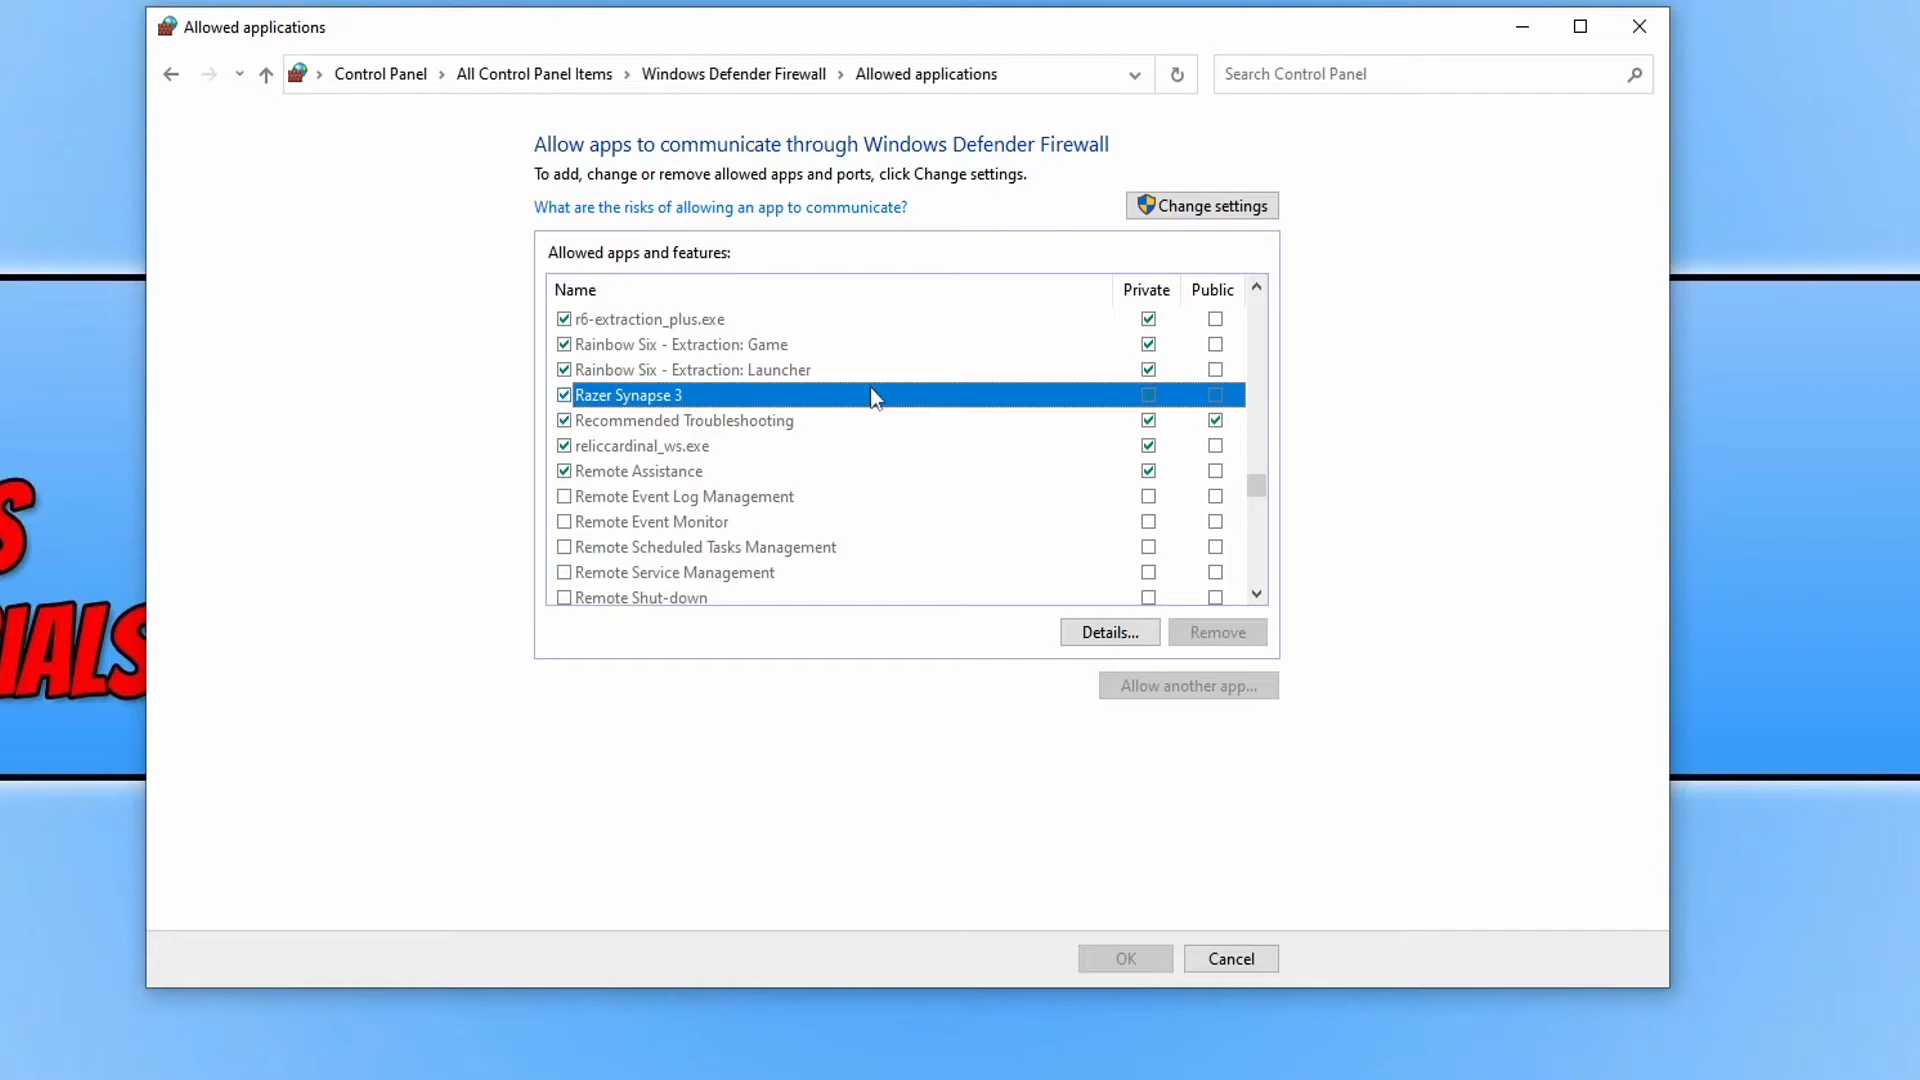 Allowed applications
Control Panel > All Control Panel Items > Windows Defender Firewall > Allowed applications
Search Control Panel
Allow apps to communicate through Windows Defender Firewall
To add, change or remove allowed apps and ports, click Change settings.
What are the risks of allowing an app to communicate?
Change settings
Allowed apps and features:
Name Private Public
r6-extraction_plus.exe
Rainbow Six - Extraction: Game
Rainbow Six - Extraction: Launcher
Razer Synapse 3
Recommended Troubleshooting
reliccardinal_ws.exe
Remote Assistance
Remote Event Log Management
Remote Event Monitor
Remote Scheduled Tasks Management
Remote Service Management
Remote Shut-down
Details... Remove
Allow another app...
OK Cancel
S
IALS